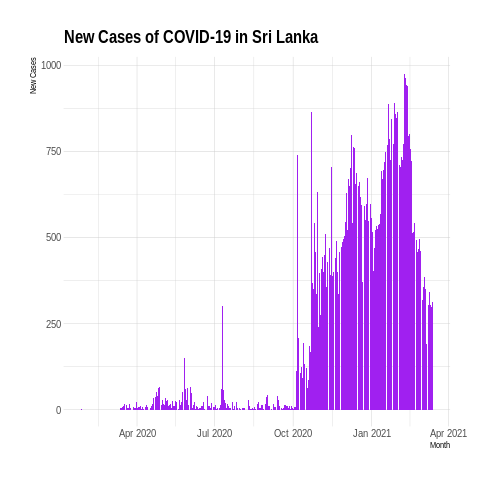 New Cases of COVID-19 in Sri Lanka
New Cases
1000
750
500
250
0
Apr 2020 Jul 2020 Oct 2020 Jan 2021 Apr 2021
Month